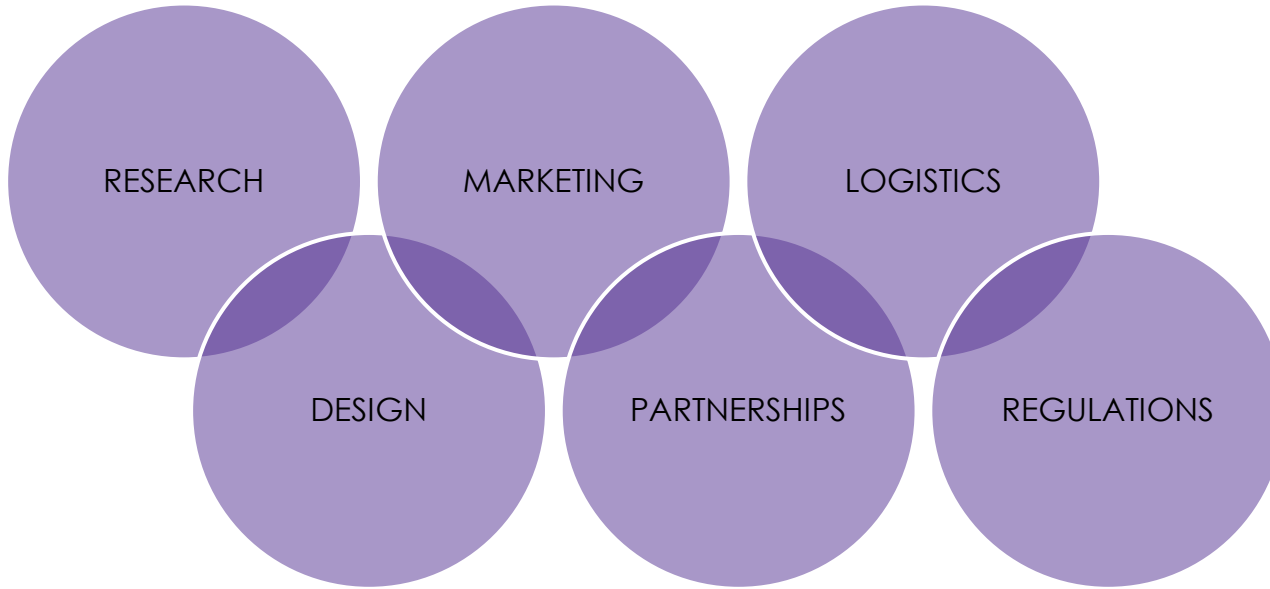 RESEARCH
MARKETING
LOGISTICS
DESIGN
PARTNERSHIPS
REGULATIONS